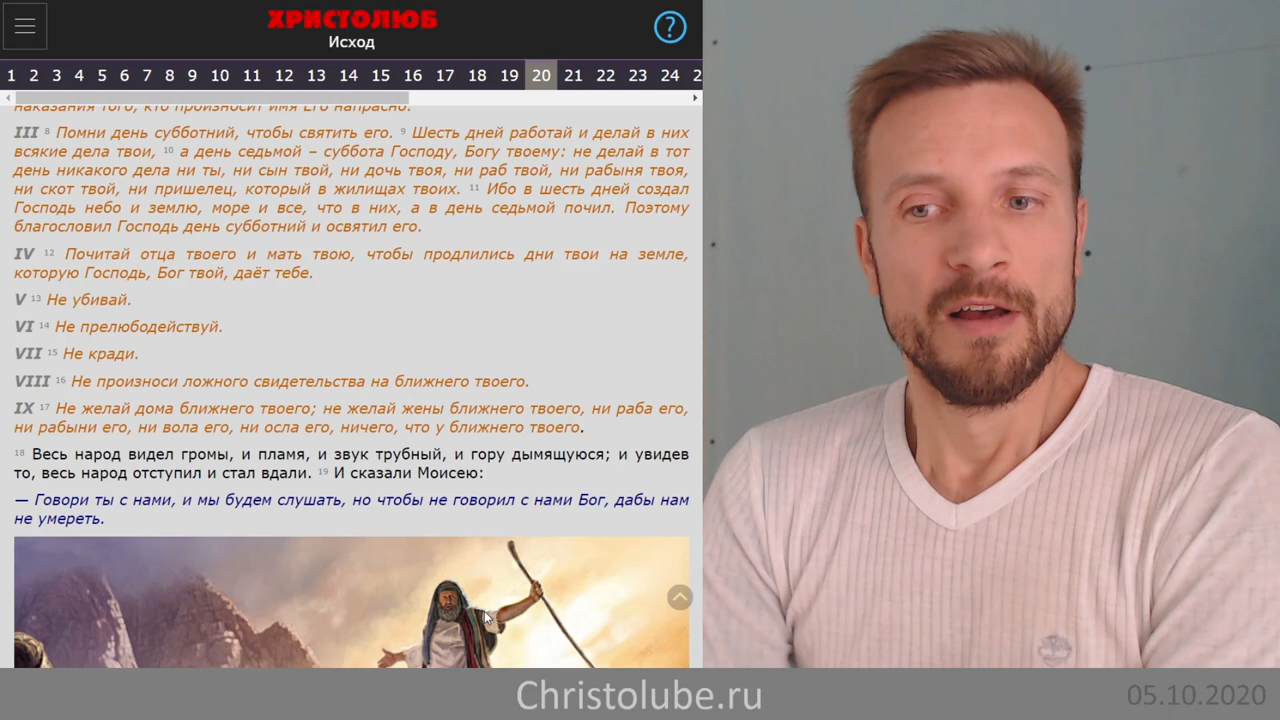 ХРИСТОЛЮБ
Исход
?
1 2 3 4 5 6 7 8 9 10 11 12 13 14 15 16 17 18 19 20 21 22 23 24 2
наказания того, кто произносит имя Его напрасно.
III 8 Помни день субботний, чтобы святить его. 9 Шесть дней работай и делай в них
всякие дела твои, 10 а день седьмой – суббота Господу, Богу твоему: не делай в тот
день никакого дела ни ты, ни сын твой, ни дочь твоя, ни раб твой, ни рабыня твоя,
ни скот твой, ни пришелец, который в жилищах твоих. 11 Ибо в шесть дней создал
Господь небо и землю, море и все, что в них, а в день седьмой почил. Поэтому
благословил Господь день субботний и освятил его.
IV 12 Почитай отца твоего и мать твою, чтобы продлились дни твои на земле,
которую Господь, Бог твой, даёт тебе.
V 13 Не убивай.
VI 14 Не прелюбодействуй.
VII 15 Не кради.
VIII 16 Не произноси ложного свидетельства на ближнего твоего.
IX 17 Не желай дома ближнего твоего; не желай жены ближнего твоего, ни раба его,
ни рабыни его, ни вола его, ни осла его, ничего, что у ближнего твоего.
18 Весь народ видел громы, и пламя, и звук трубный, и гору дымящуюся; и увидев
то, весь народ отступил и стал вдали. 19 И сказали Моисею:
— Говори ты с нами, и мы будем слушать, но чтобы не говорил с нами Бог, дабы нам
не умереть.
Christolube.ru
05.10.2020